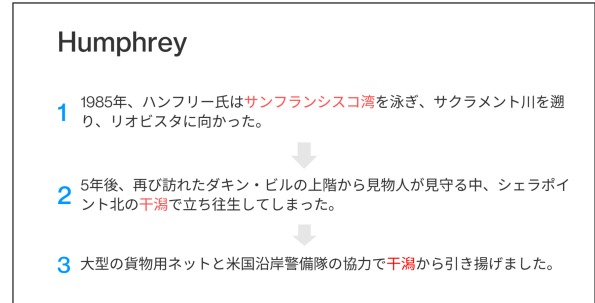 Humphrey
1 1985年、ハンフリー氏はサンフランシスコ湾を泳ぎ、サクラメント川を遡
り、リオビスタに向かった。
2 5年後、再び訪れたダキン・ビルの上階から見物人が見守る中、シェラポイ
ント北の干潟で立ち往生してしまった。
3 大型の貨物用ネットと米国沿岸警備隊の協力で干潟から引き揚げました。